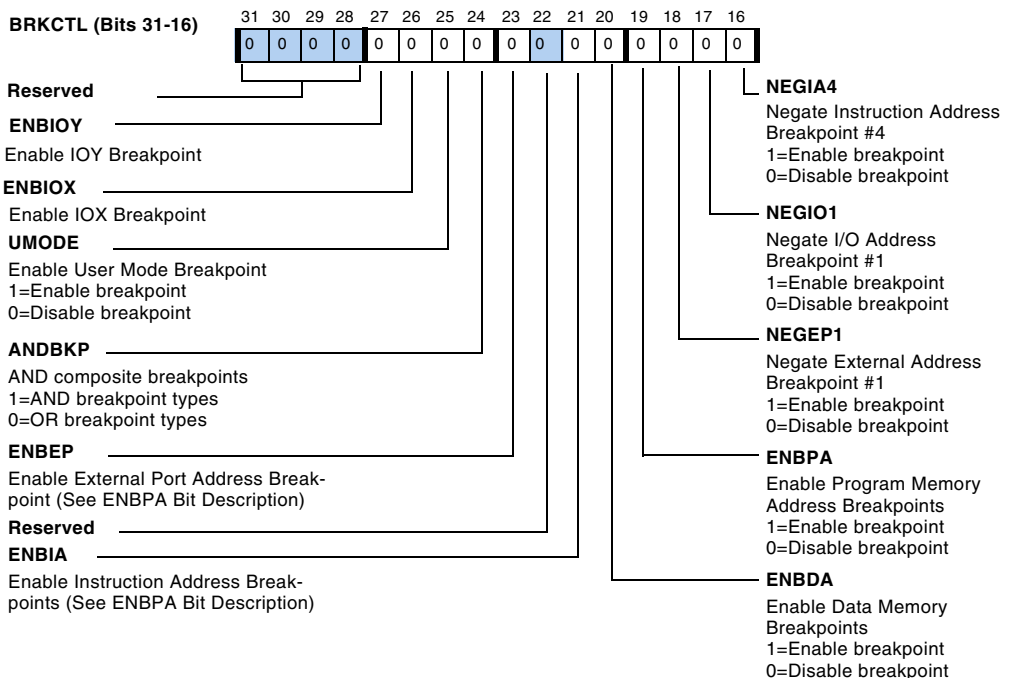 BRKCTL (Bits 31-16)
31 30 29 28 27 26 25 24 23 22 21 20 19 18 17 16
0 0 0 0 0 0 0 0 0 0 0 0 0 0 0 0
Reserved
ENBIOY
Enable IOY Breakpoint
ENBIOX
Enable IOX Breakpoint
UMODE
Enable User Mode Breakpoint
1=Enable breakpoint
0=Disable breakpoint
ANDBKP
AND composite breakpoints
1=AND breakpoint types
0=OR breakpoint types
ENBEP
Enable External Port Address Break-
point (See ENBPA Bit Description)
Reserved
ENBIA
Enable Instruction Address Break-
points (See ENBPA Bit Description)
NEGIA4
Negate Instruction Address
Breakpoint #4
1=Enable breakpoint
0=Disable breakpoint
NEGIO1
Negate I/O Address
Breakpoint #1
1=Enable breakpoint
0=Disable breakpoint
NEGEP1
Negate External Address
Breakpoint #1
1=Enable breakpoint
0=Disable breakpoint
ENBPA
Enable Program Memory
Address Breakpoints
1=Enable breakpoint
0=Disable breakpoint
ENBDA
Enable Data Memory
Breakpoints
1=Enable breakpoint
0=Disable breakpoint